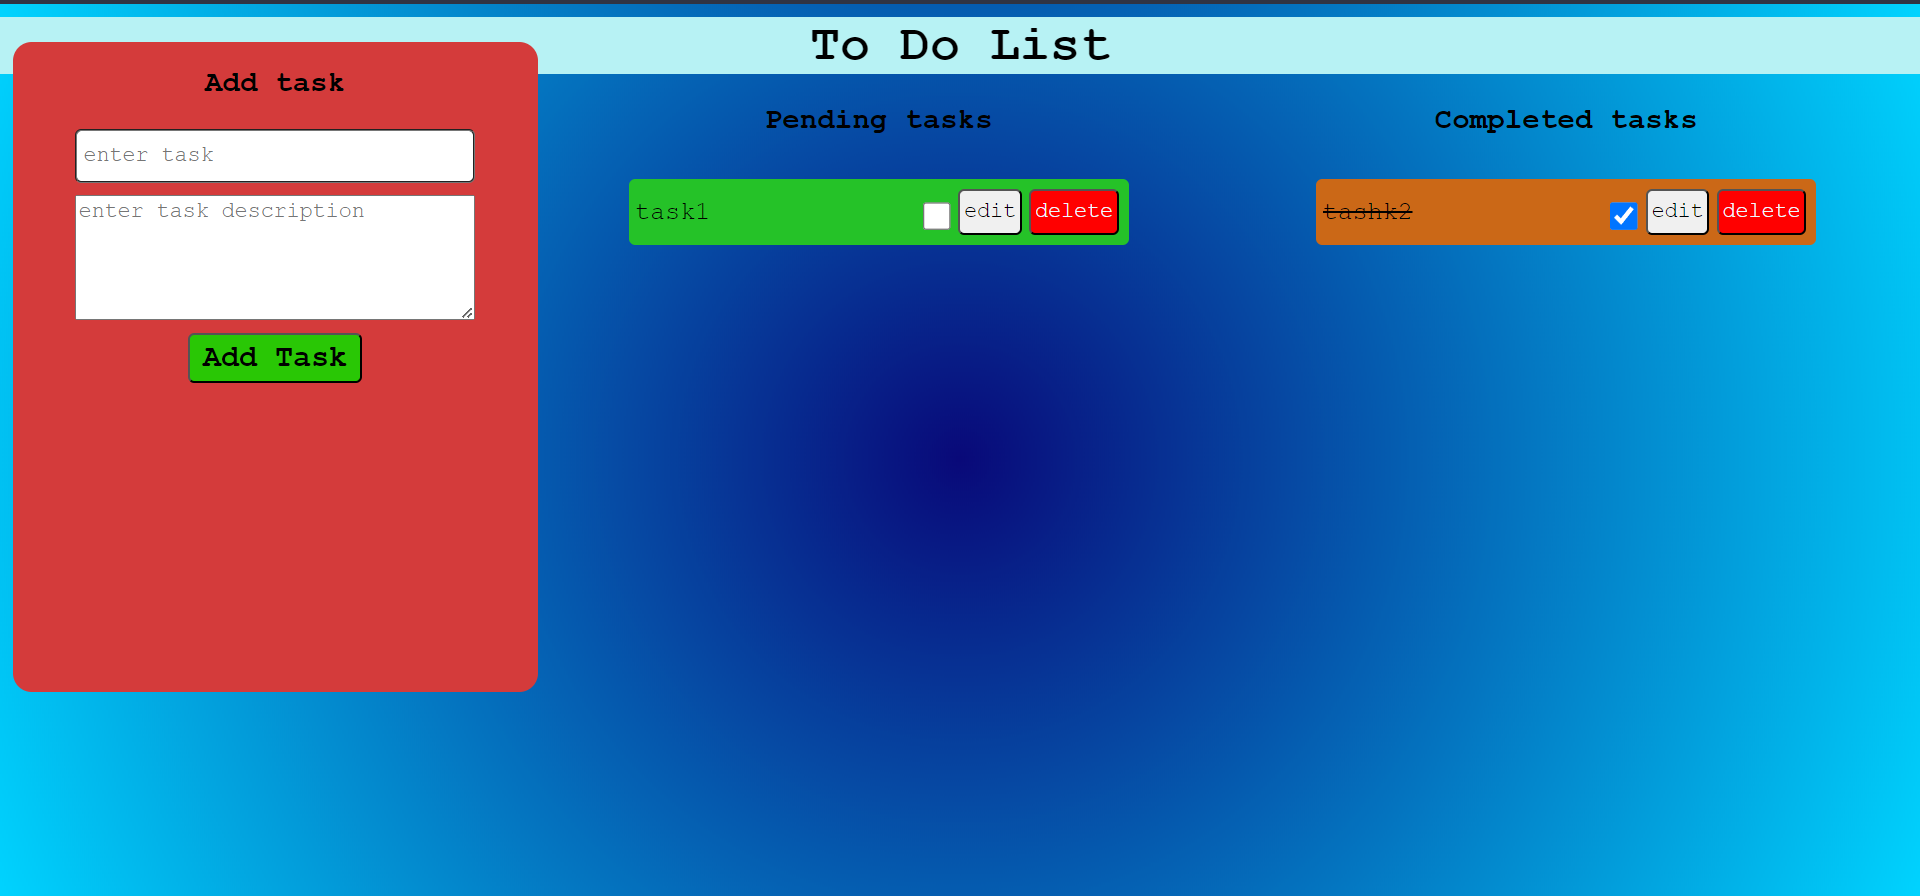 To Do List
Add task
enter task
enter task description
Add Task
Pending tasks
task1 edit delete
Completed tasks
tashk2 edit delete